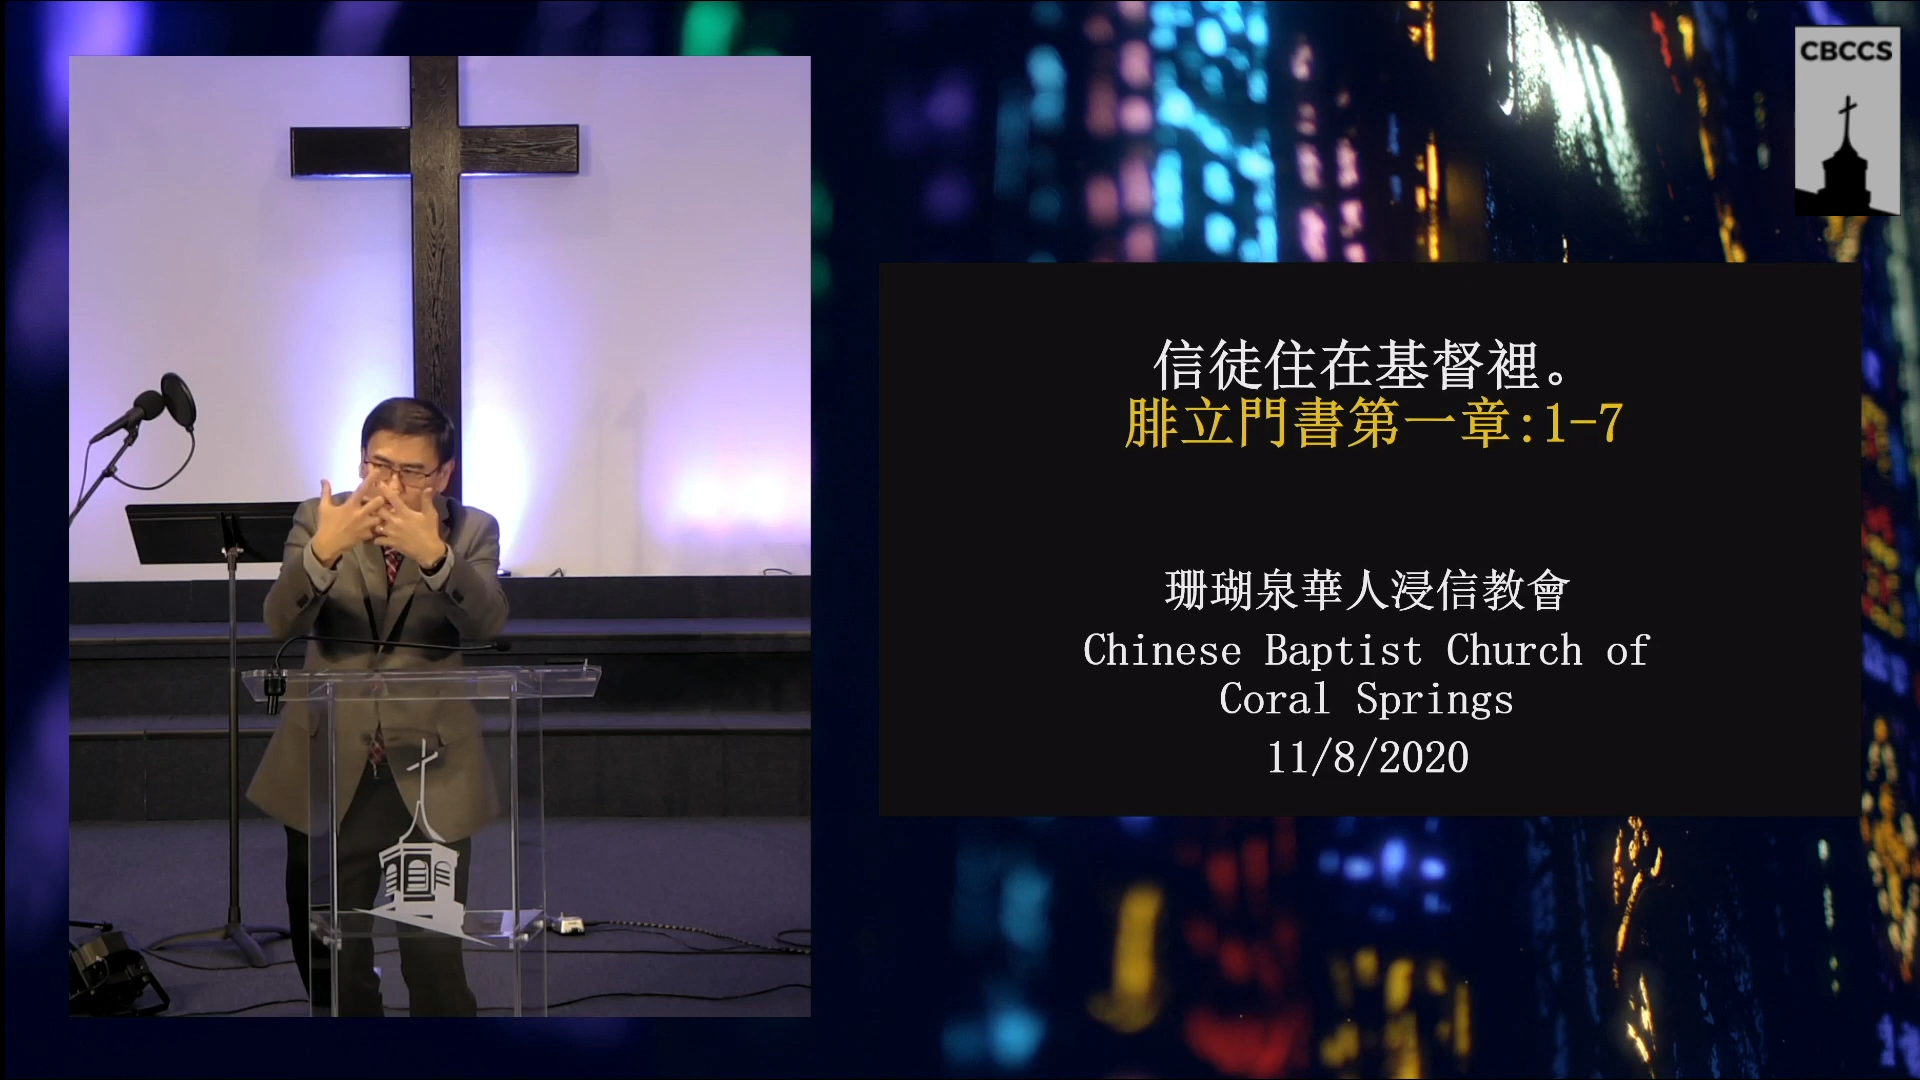 CBCCS
信徒住在基督裡。
腓立門書第一章:1-7
珊瑚泉華人浸信教會
Chinese Baptist Church of
Coral Springs
11/8/2020